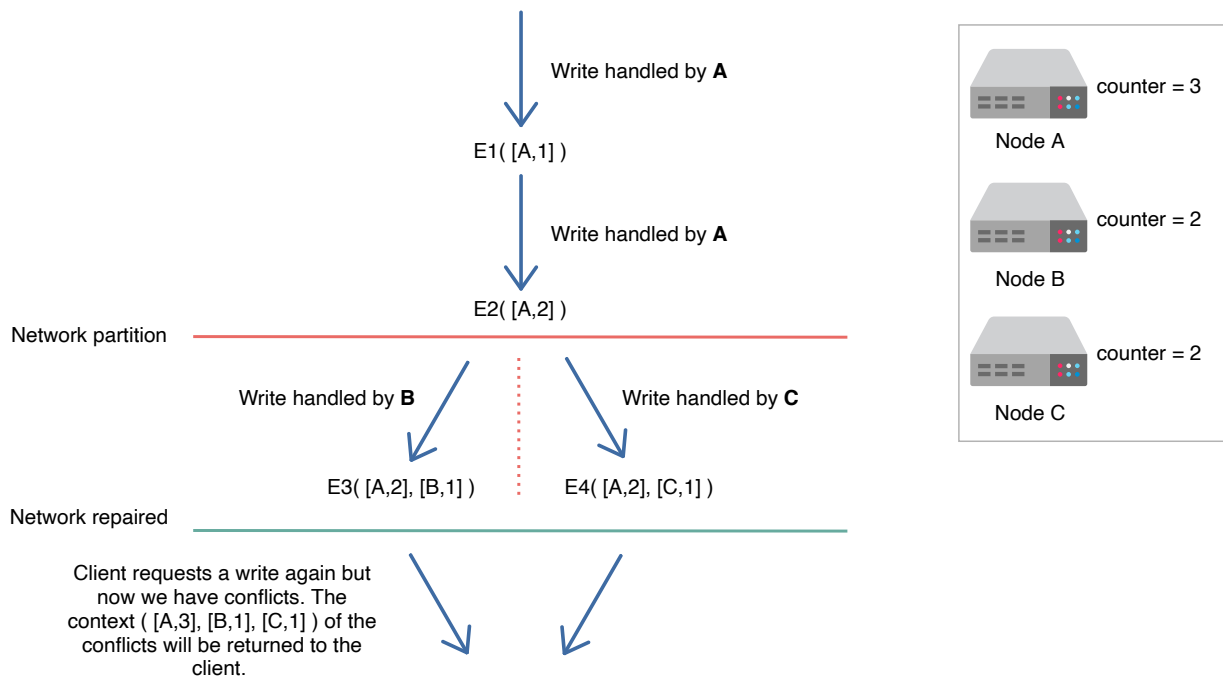 Write handled by A
E1( [A,1] )
Write handled by A
E2( [A,2] )
Network partition
Write handled by B
Write handled by C
E3( [A,2], [B,1] )
E4( [A,2], [C,1] )
Network repaired
Client requests a write again but
now we have conflicts. The
context ( [A,3], [B,1], [C,1] ) of the
conflicts will be returned to the
client.
counter = 3
Node A
counter = 2
Node B
counter = 2
Node C